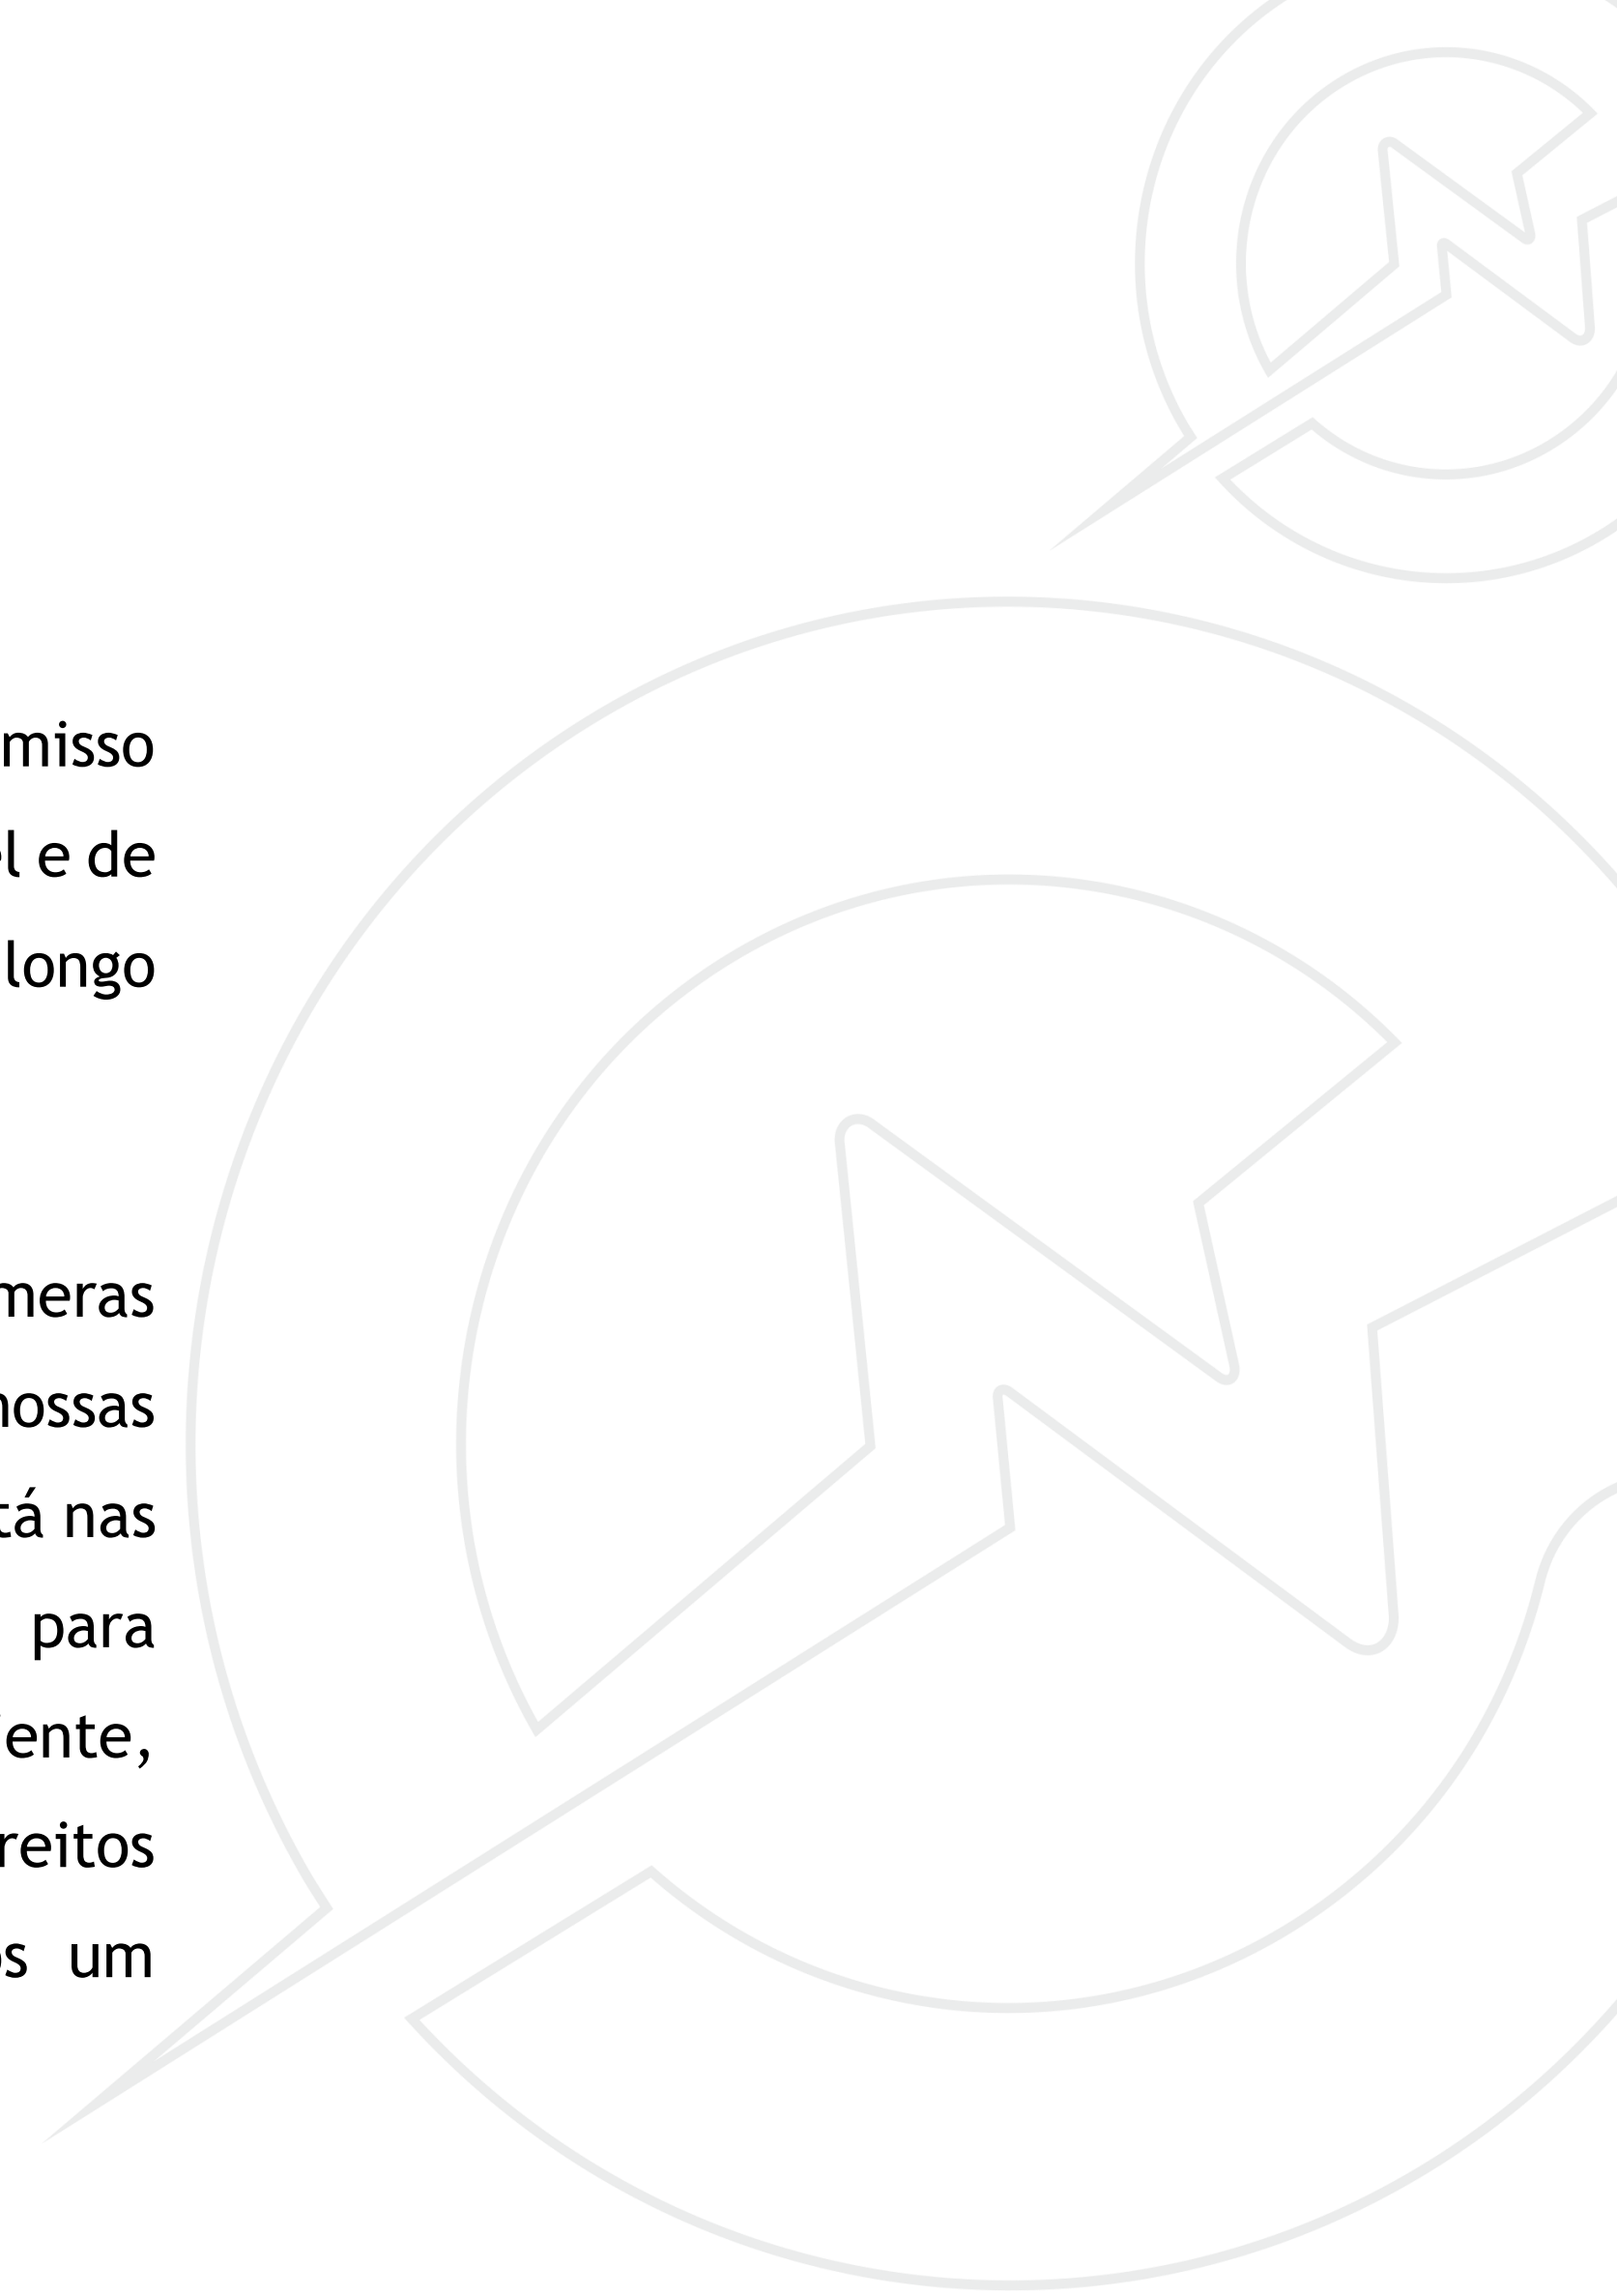 misso
l e de
longo
meras
nossas
tá nas
para
ente,
reitos
s um